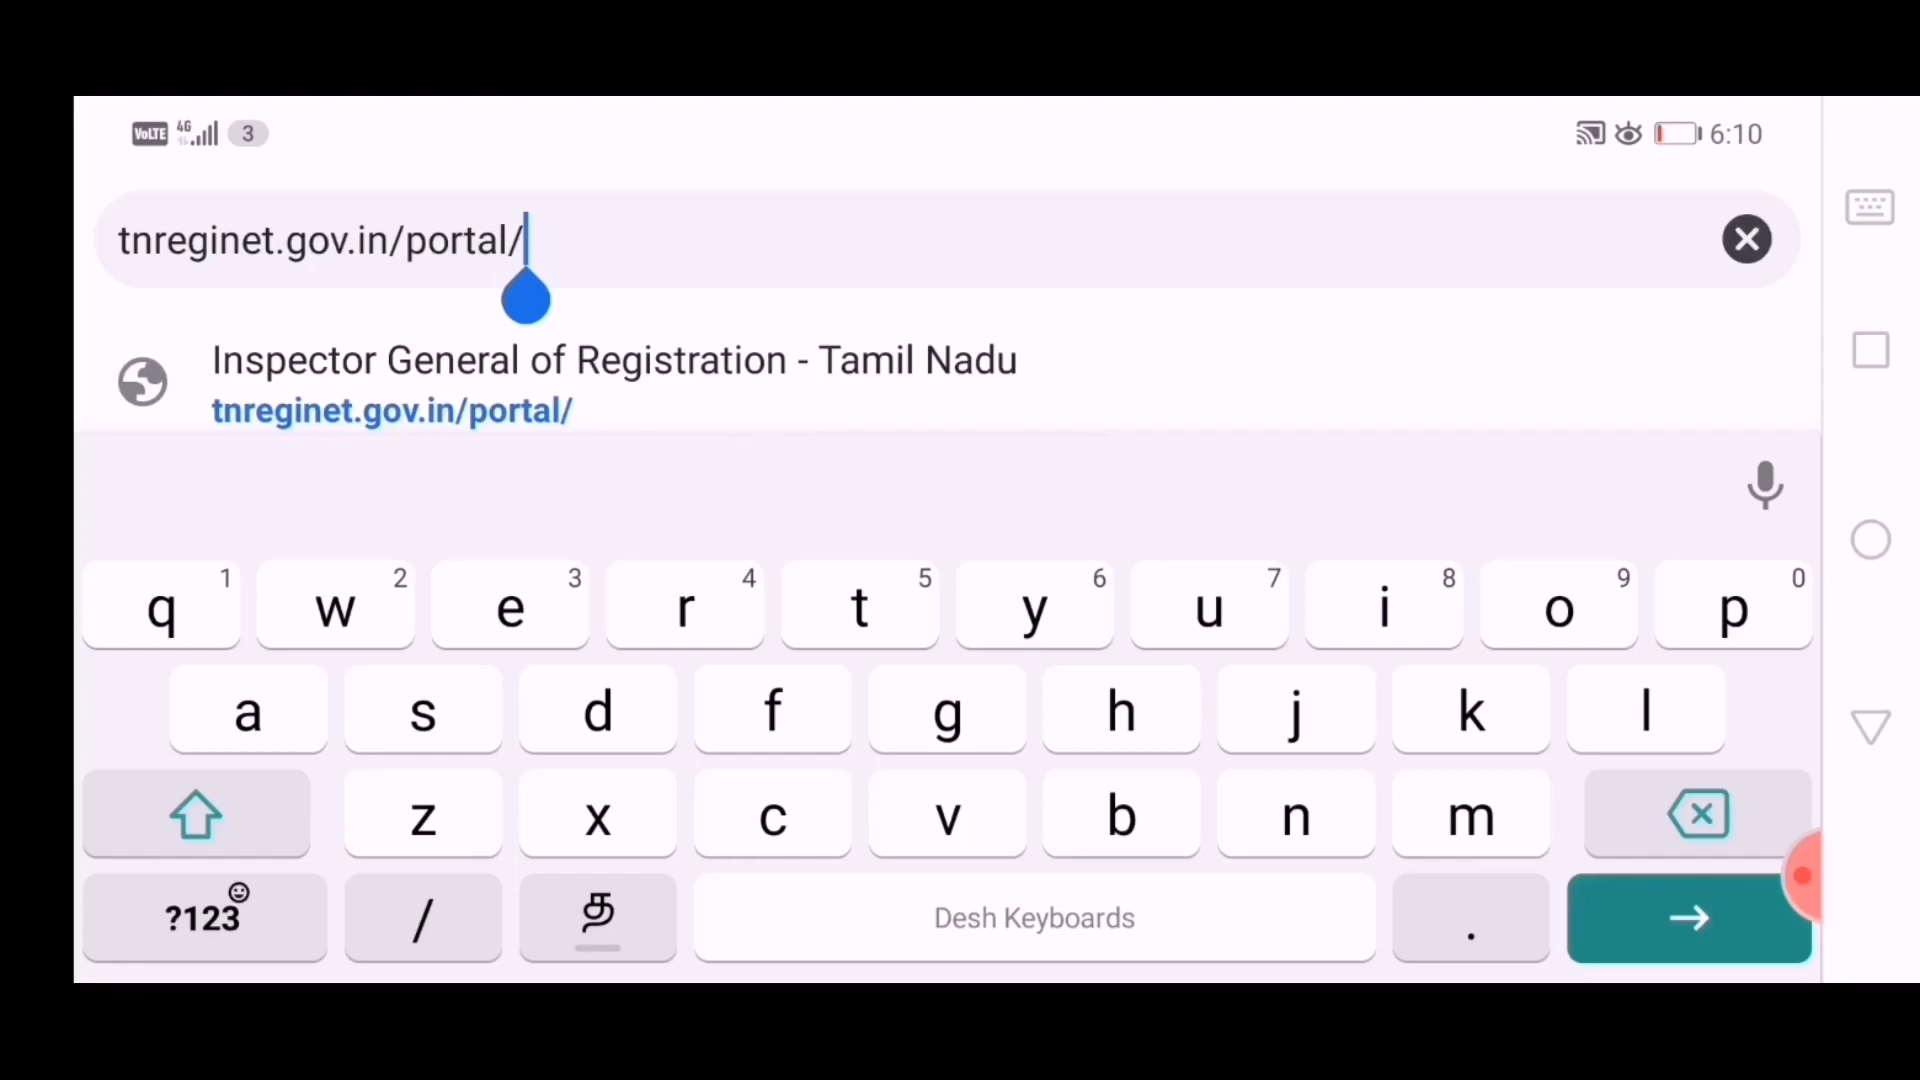 VoLTE 4G 3 6:10
tnreginet.gov.in/portal/
Inspector General of Registration - Tamil Nadu
tnreginet.gov.in/portal/
q 1 w 2 e 3 r 4 t 5 y 6 u 7 i 8 o 9 p 0
a s d f g h j k l
z x c v b n m
?123 / த Desh Keyboards .